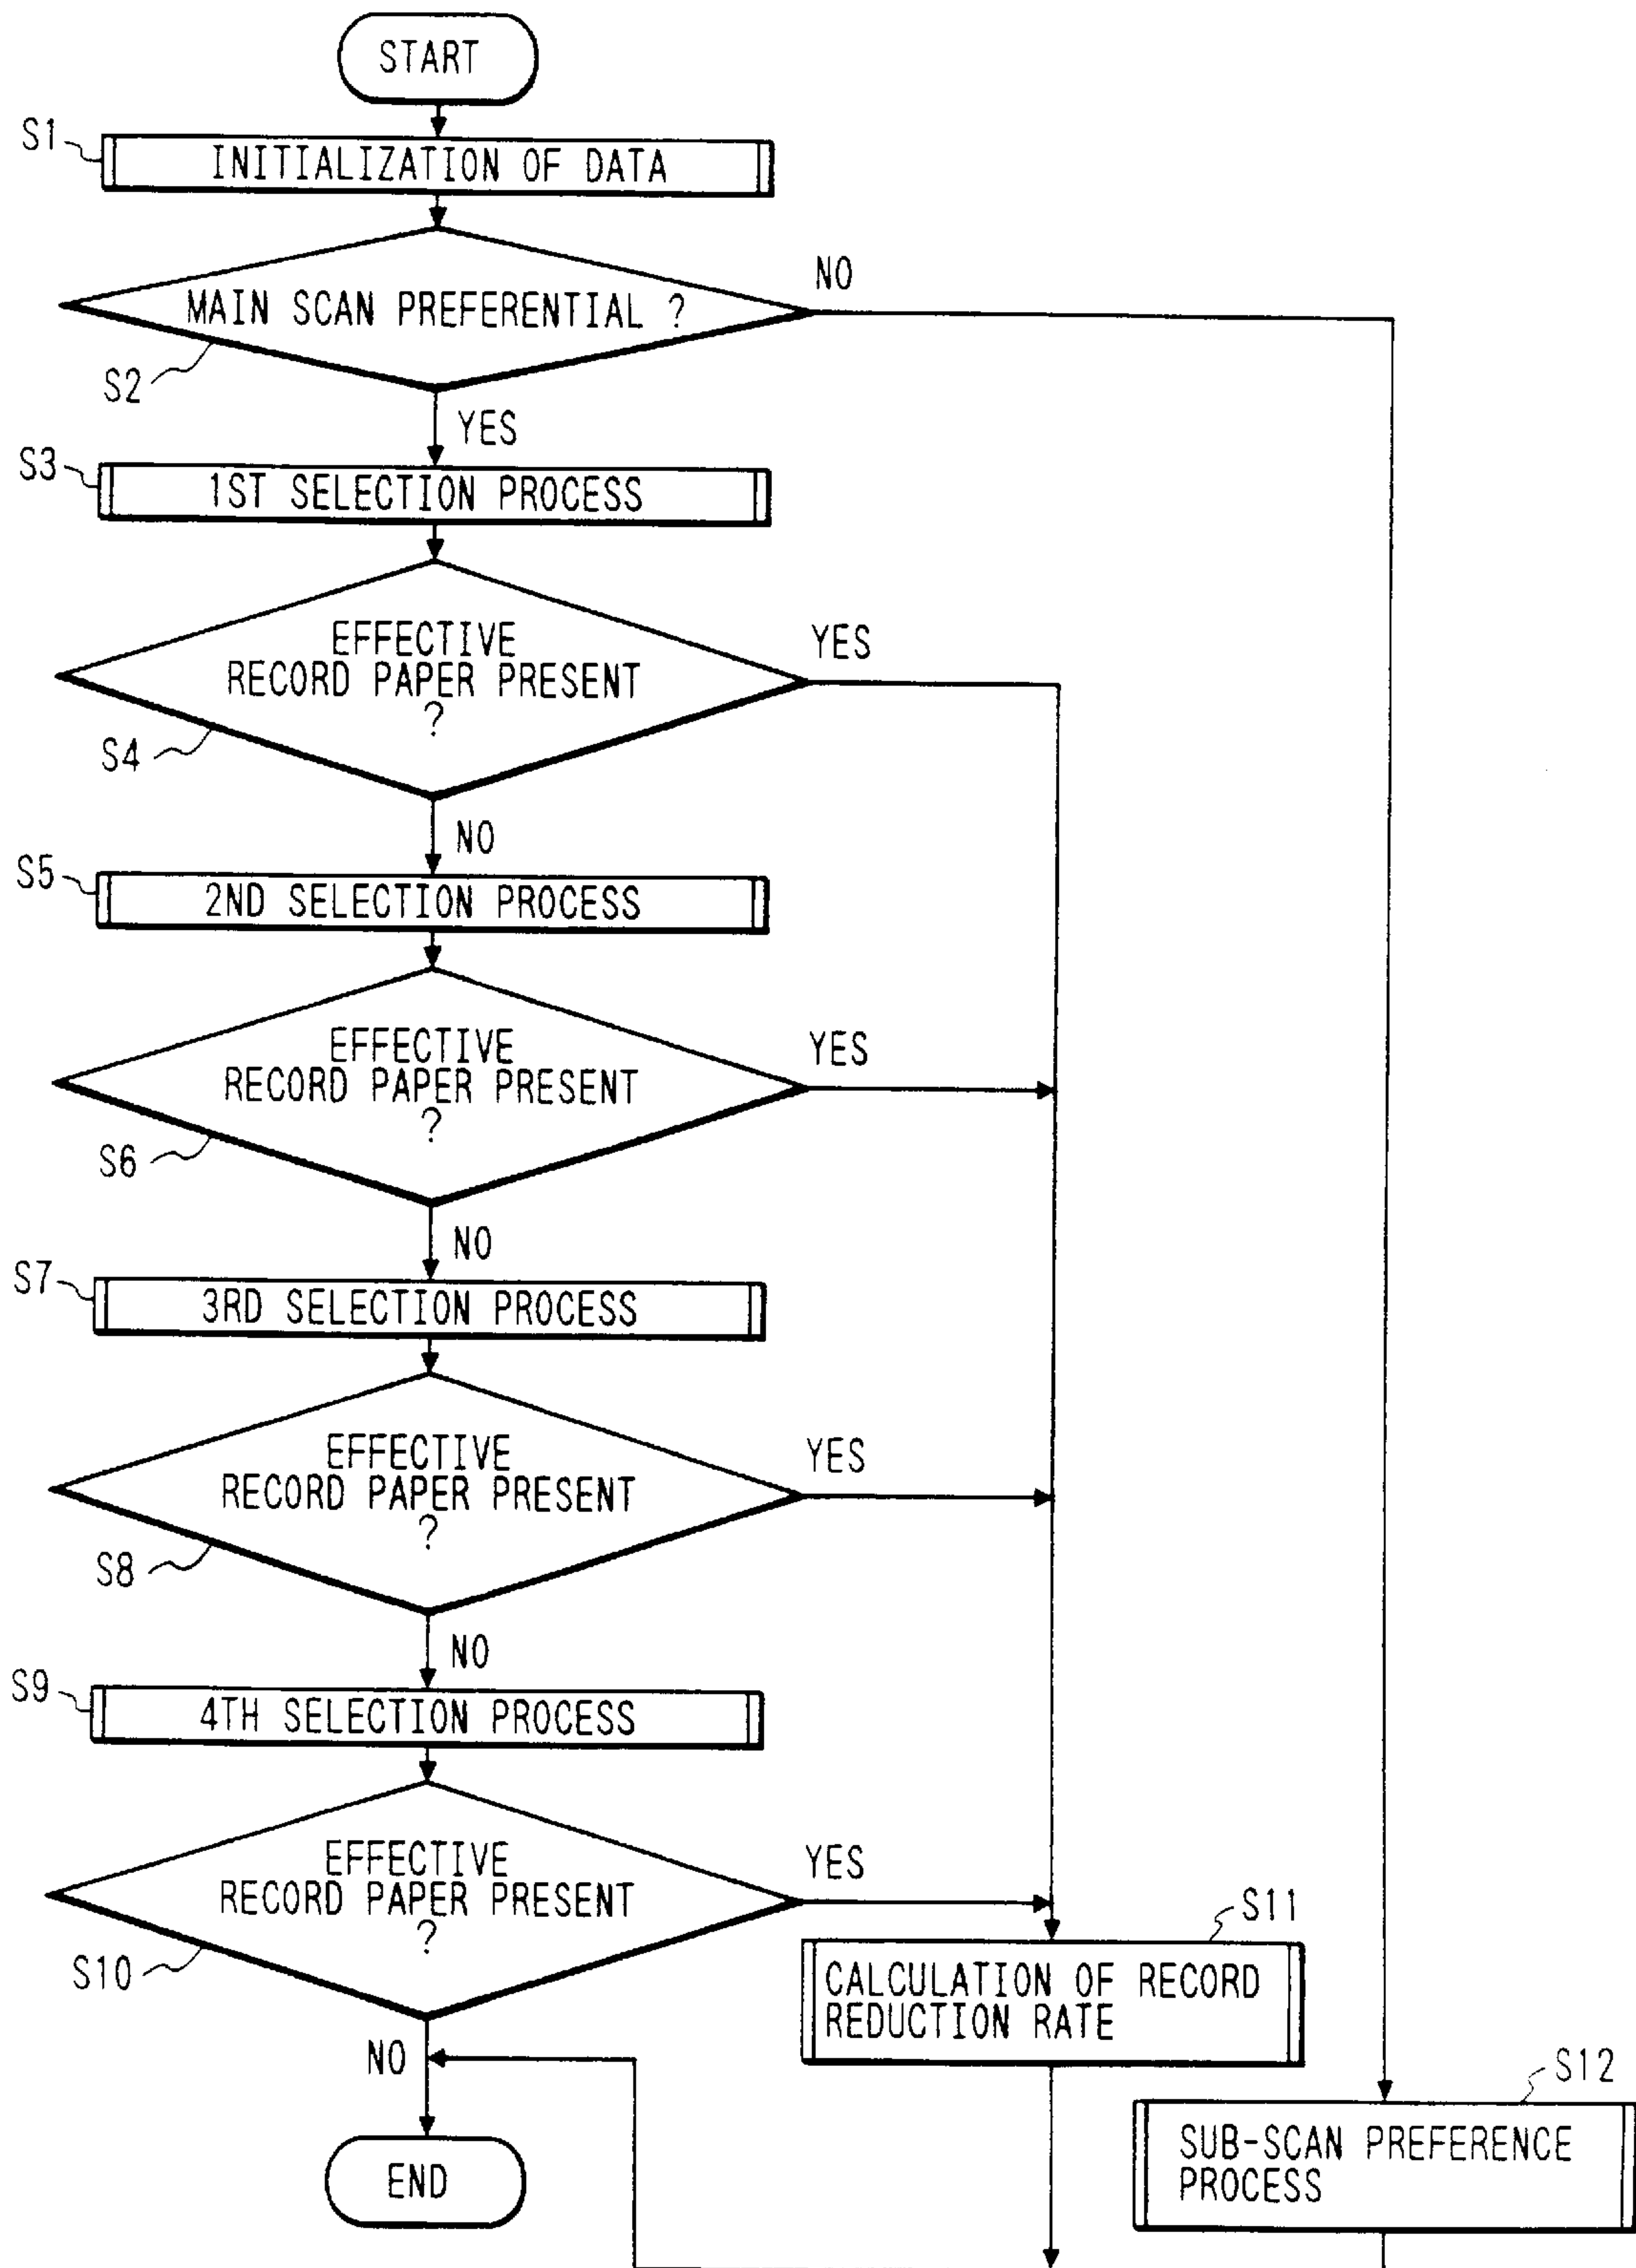 START
S1
INITIALIZATION OF DATA
NO
MAIN SCAN PREFERENTIAL ?
S2
YES
S3
1ST SELECTION PROCESS
EFFECTIVE
RECORD PAPER PRESENT
?
YES
S4
NO
S5
2ND SELECTION PROCESS
EFFECTIVE
RECORD PAPER PRESENT
?
YES
S6
NO
S7
3RD SELECTION PROCESS
EFFECTIVE
RECORD PAPER PRESENT
?
YES
S8
NO
S9
4TH SELECTION PROCESS
EFFECTIVE
RECORD PAPER PRESENT
?
YES
S10
S11
CALCULATION OF RECORD
REDUCTION RATE
NO
S12
SUB-SCAN PREFERENCE
PROCESS
END